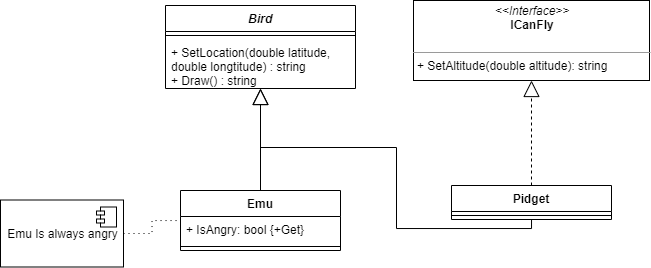 Bird
+ SetLocation(double latitude,
double longtitude) : string
+ Draw() : string
<<Interface>>
ICanFly
+ SetAltitude(double altitude): string
Emu
+ IsAngry: bool {+Get}
Pidget
Emu Is always angry